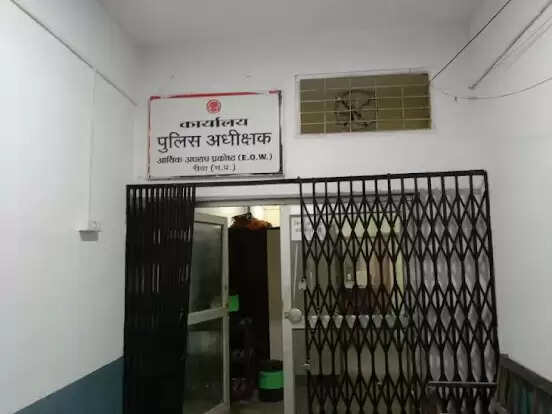 कार्यालय
पुलिस अधीक्षक
आर्थिक अपराध प्रकोष्ठ (E.O.W.)
रीवा (म.प्र.)